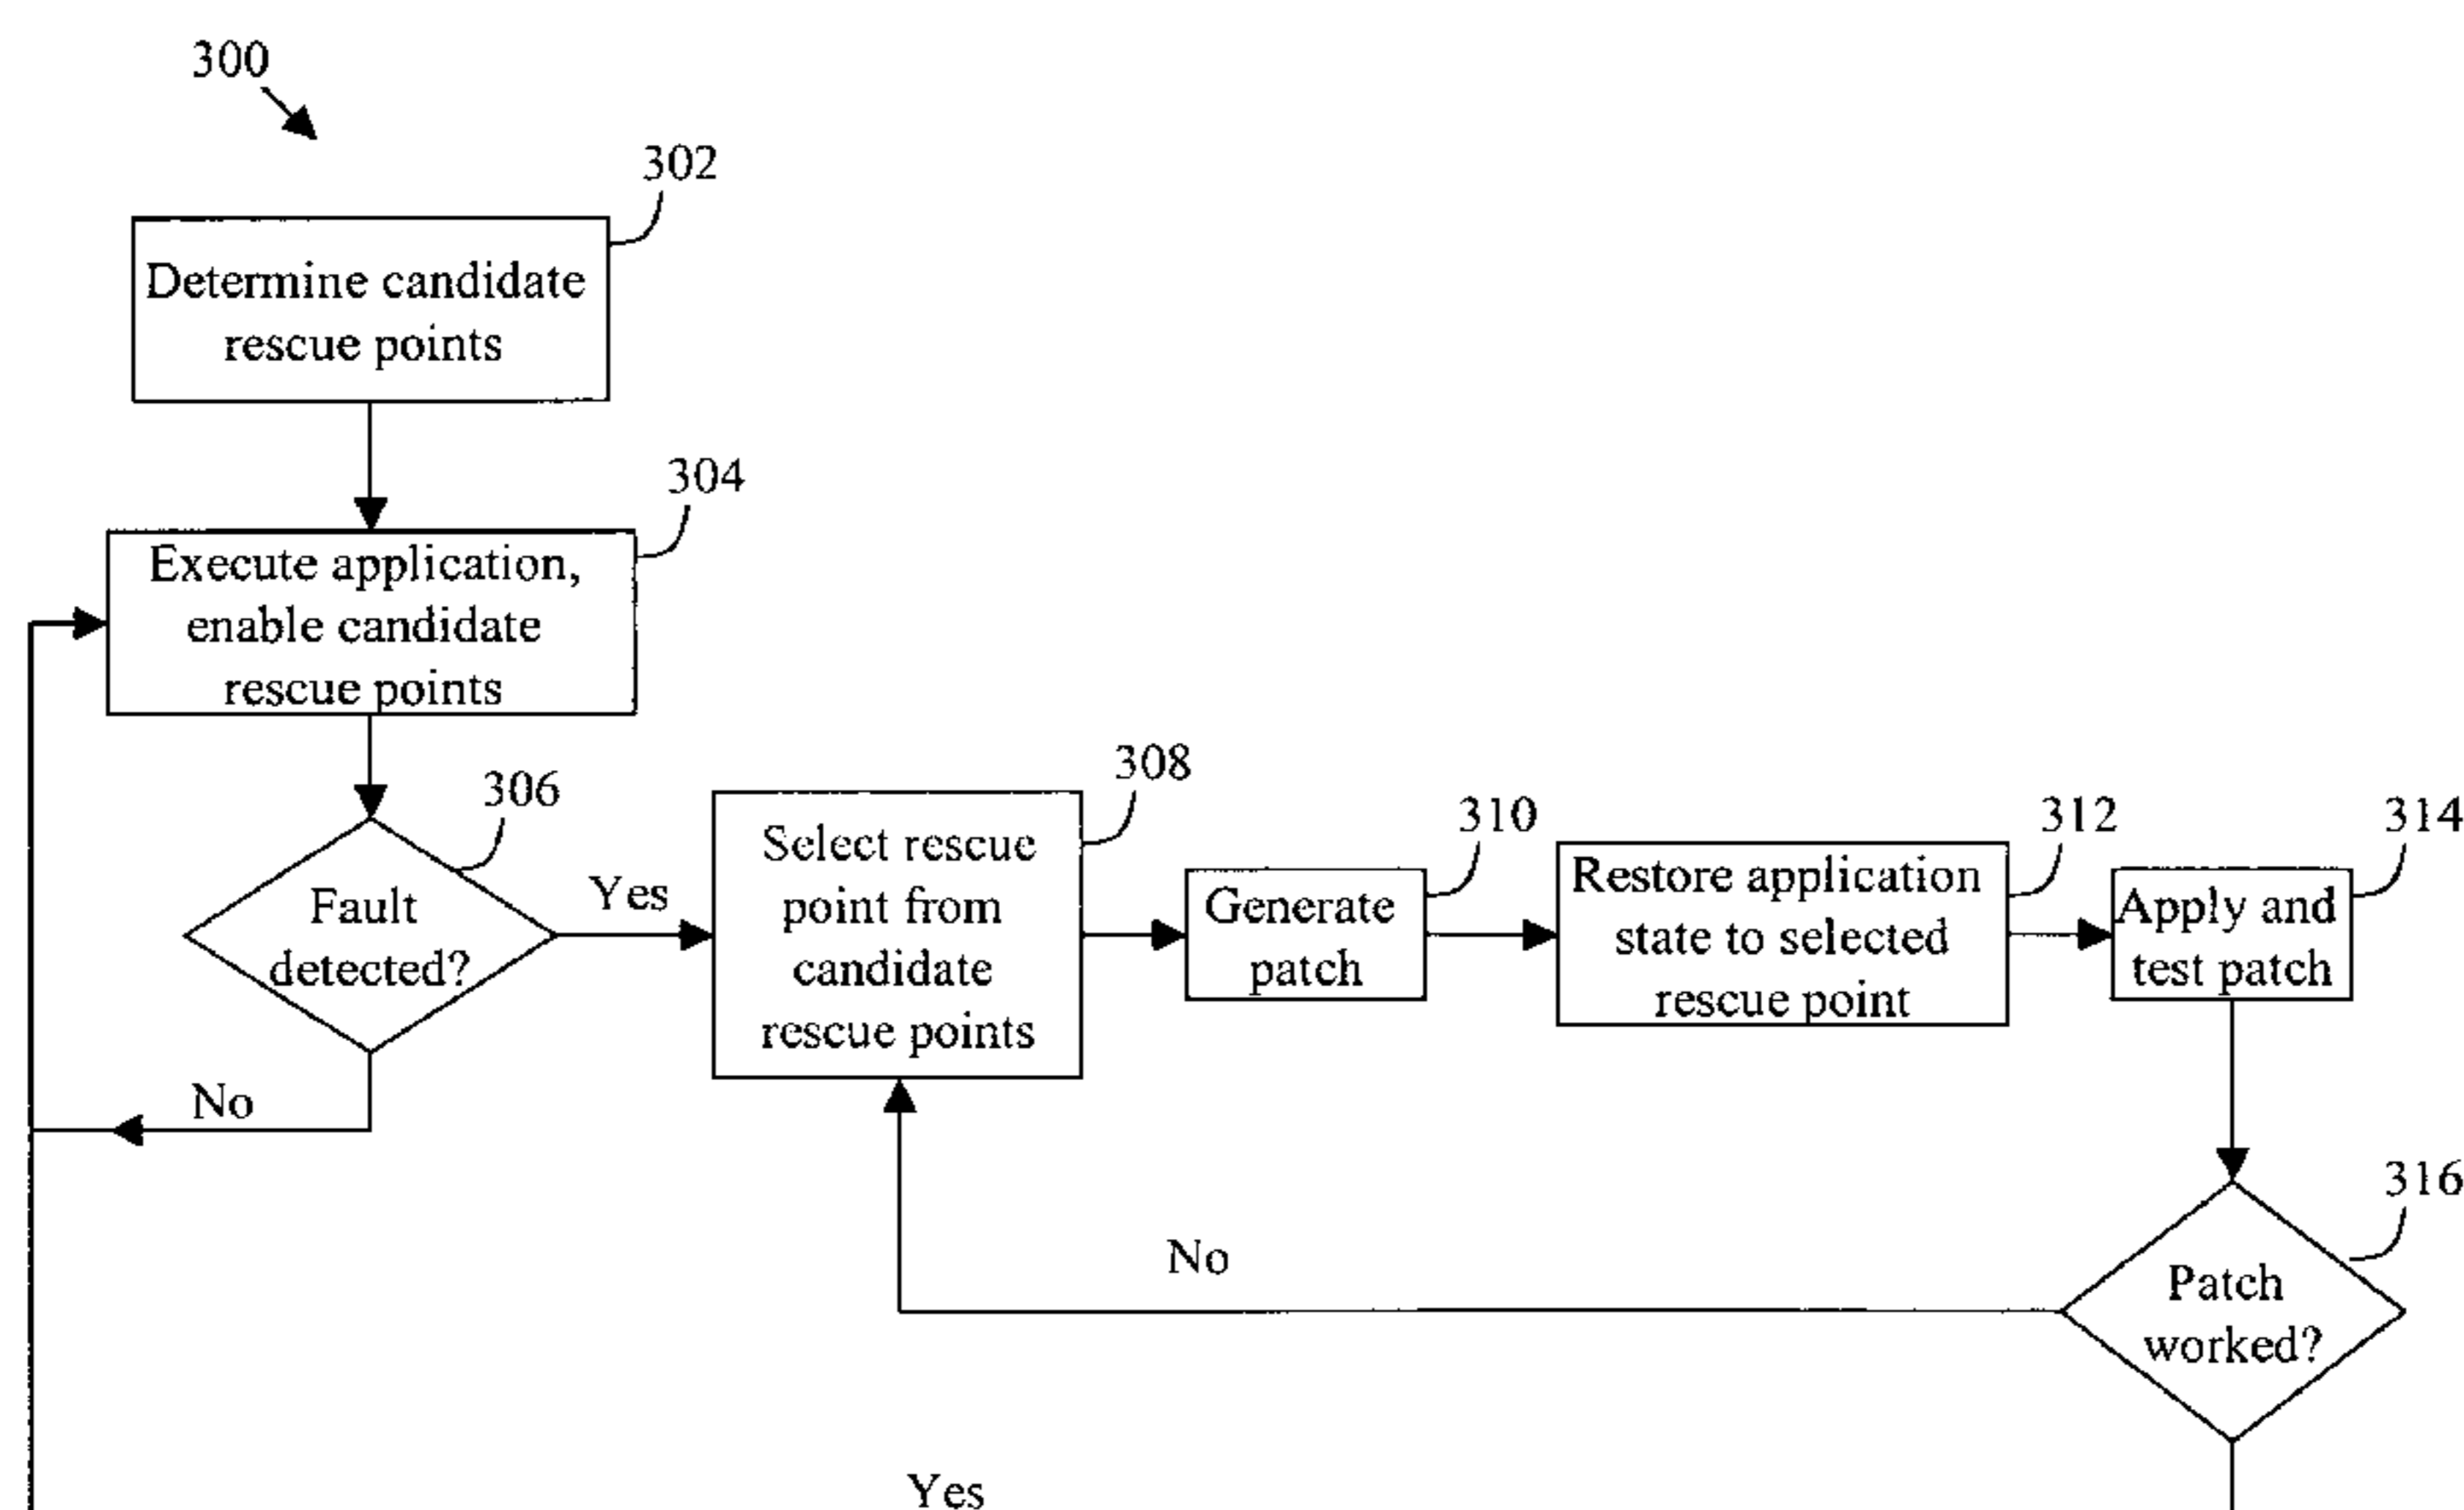 300
302
Determine candidate
rescue points
304
Execute application,
enable candidate
rescue points
306
Fault
detected?
Yes
No
308
Select rescue
point from
candidate
rescue points
310
Generate
patch
312
Restore application
state to selected
rescue point
314
Apply and
test patch
316
Patch
worked?
No
Yes